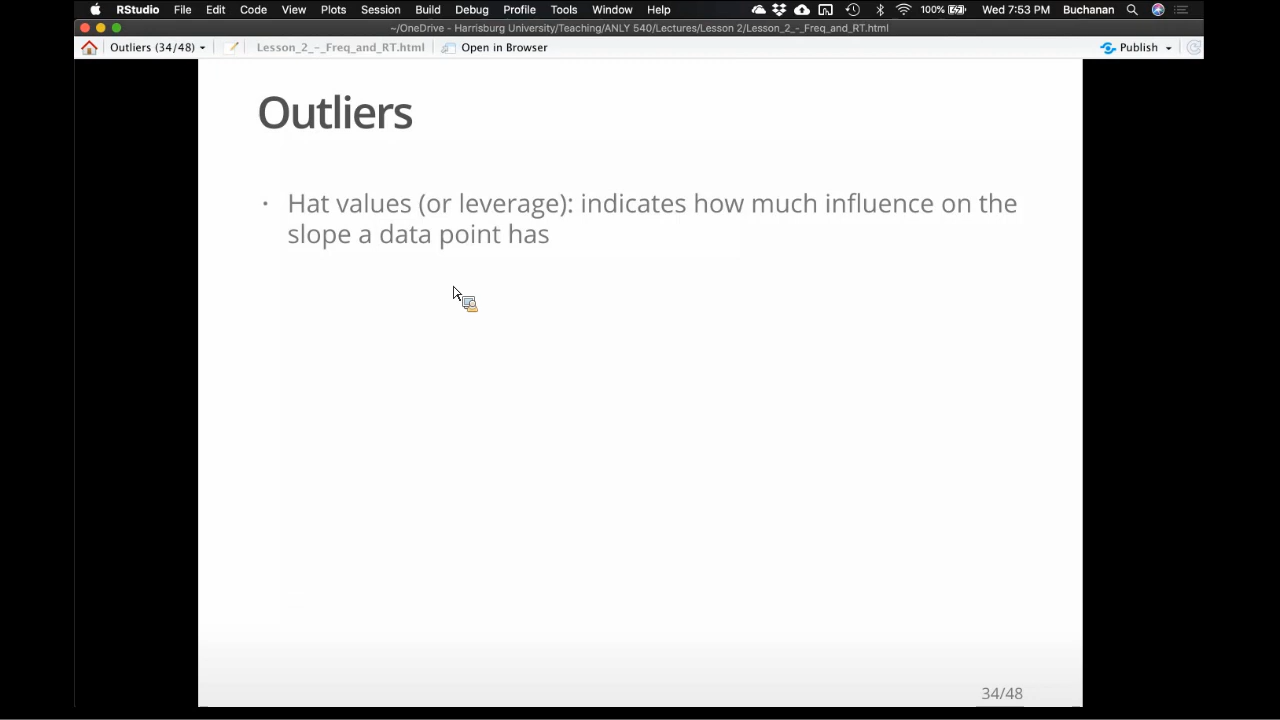 RStudio File Edit Code View Plots Session Build Debug Profile Tools Window Help 100% Wed 7:53 PM Buchanan
~/OneDrive - Harrisburg University/Teaching/ANLY 540/Lectures/Lesson 2/Lesson_2_-_Freq_and_RT.html
Outliers (34/48) Lesson_2_-_Freq_and_RT.html Open in Browser Publish
Outliers
• Hat values (or leverage): indicates how much influence on the
slope a data point has
34/48